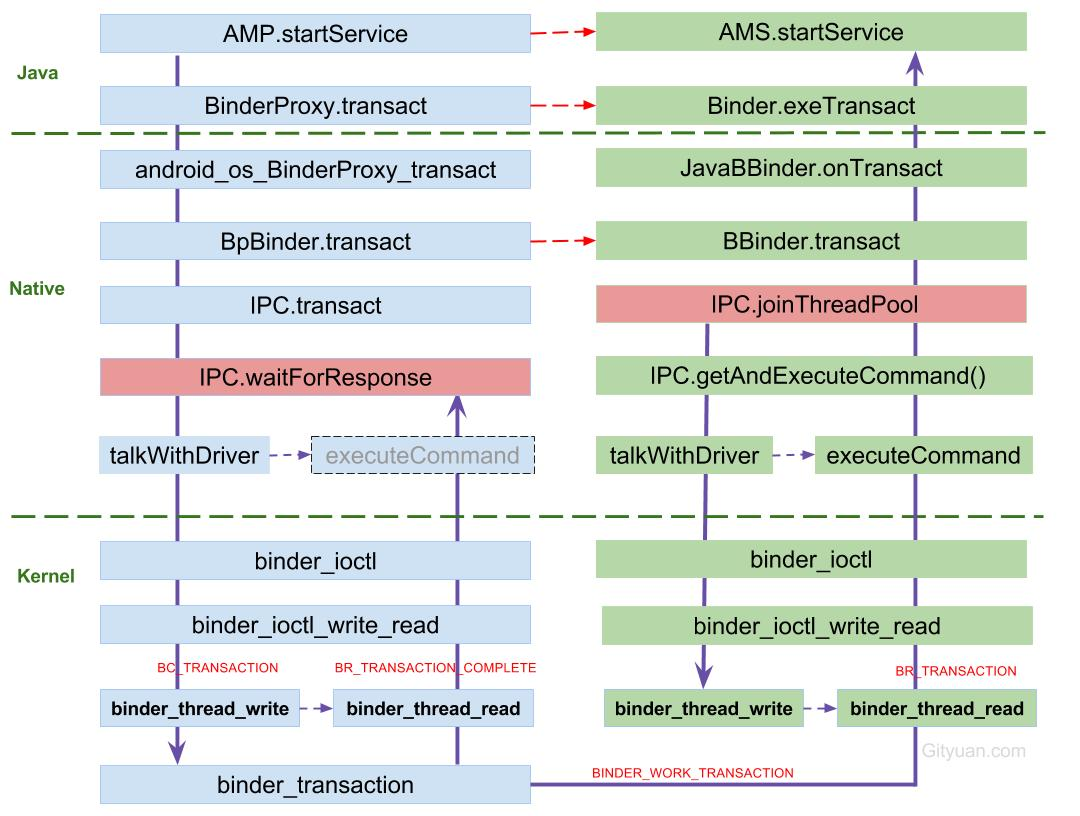 AMP.startService
AMS.startService
Java
BinderProxy.transact
Binder.exeTransact
android_os_BinderProxy_transact
JavaBBinder.onTransact
BpBinder.transact
BBinder.transact
Native
IPC.transact
IPC.joinThreadPool
IPC.waitForResponse
IPC.getAndExecuteCommand()
talkWithDriver
executeCommand
talkWithDriver
executeCommand
Kernel
binder_ioctl
binder_ioctl
binder_ioctl_write_read
binder_ioctl_write_read
BC_TRANSACTION
BR_TRANSACTION_COMPLETE
BR_TRANSACTION
binder_thread_write
binder_thread_read
binder_thread_write
binder_thread_read
Gityuan.com
BINDER_WORK_TRANSACTION
binder_transaction